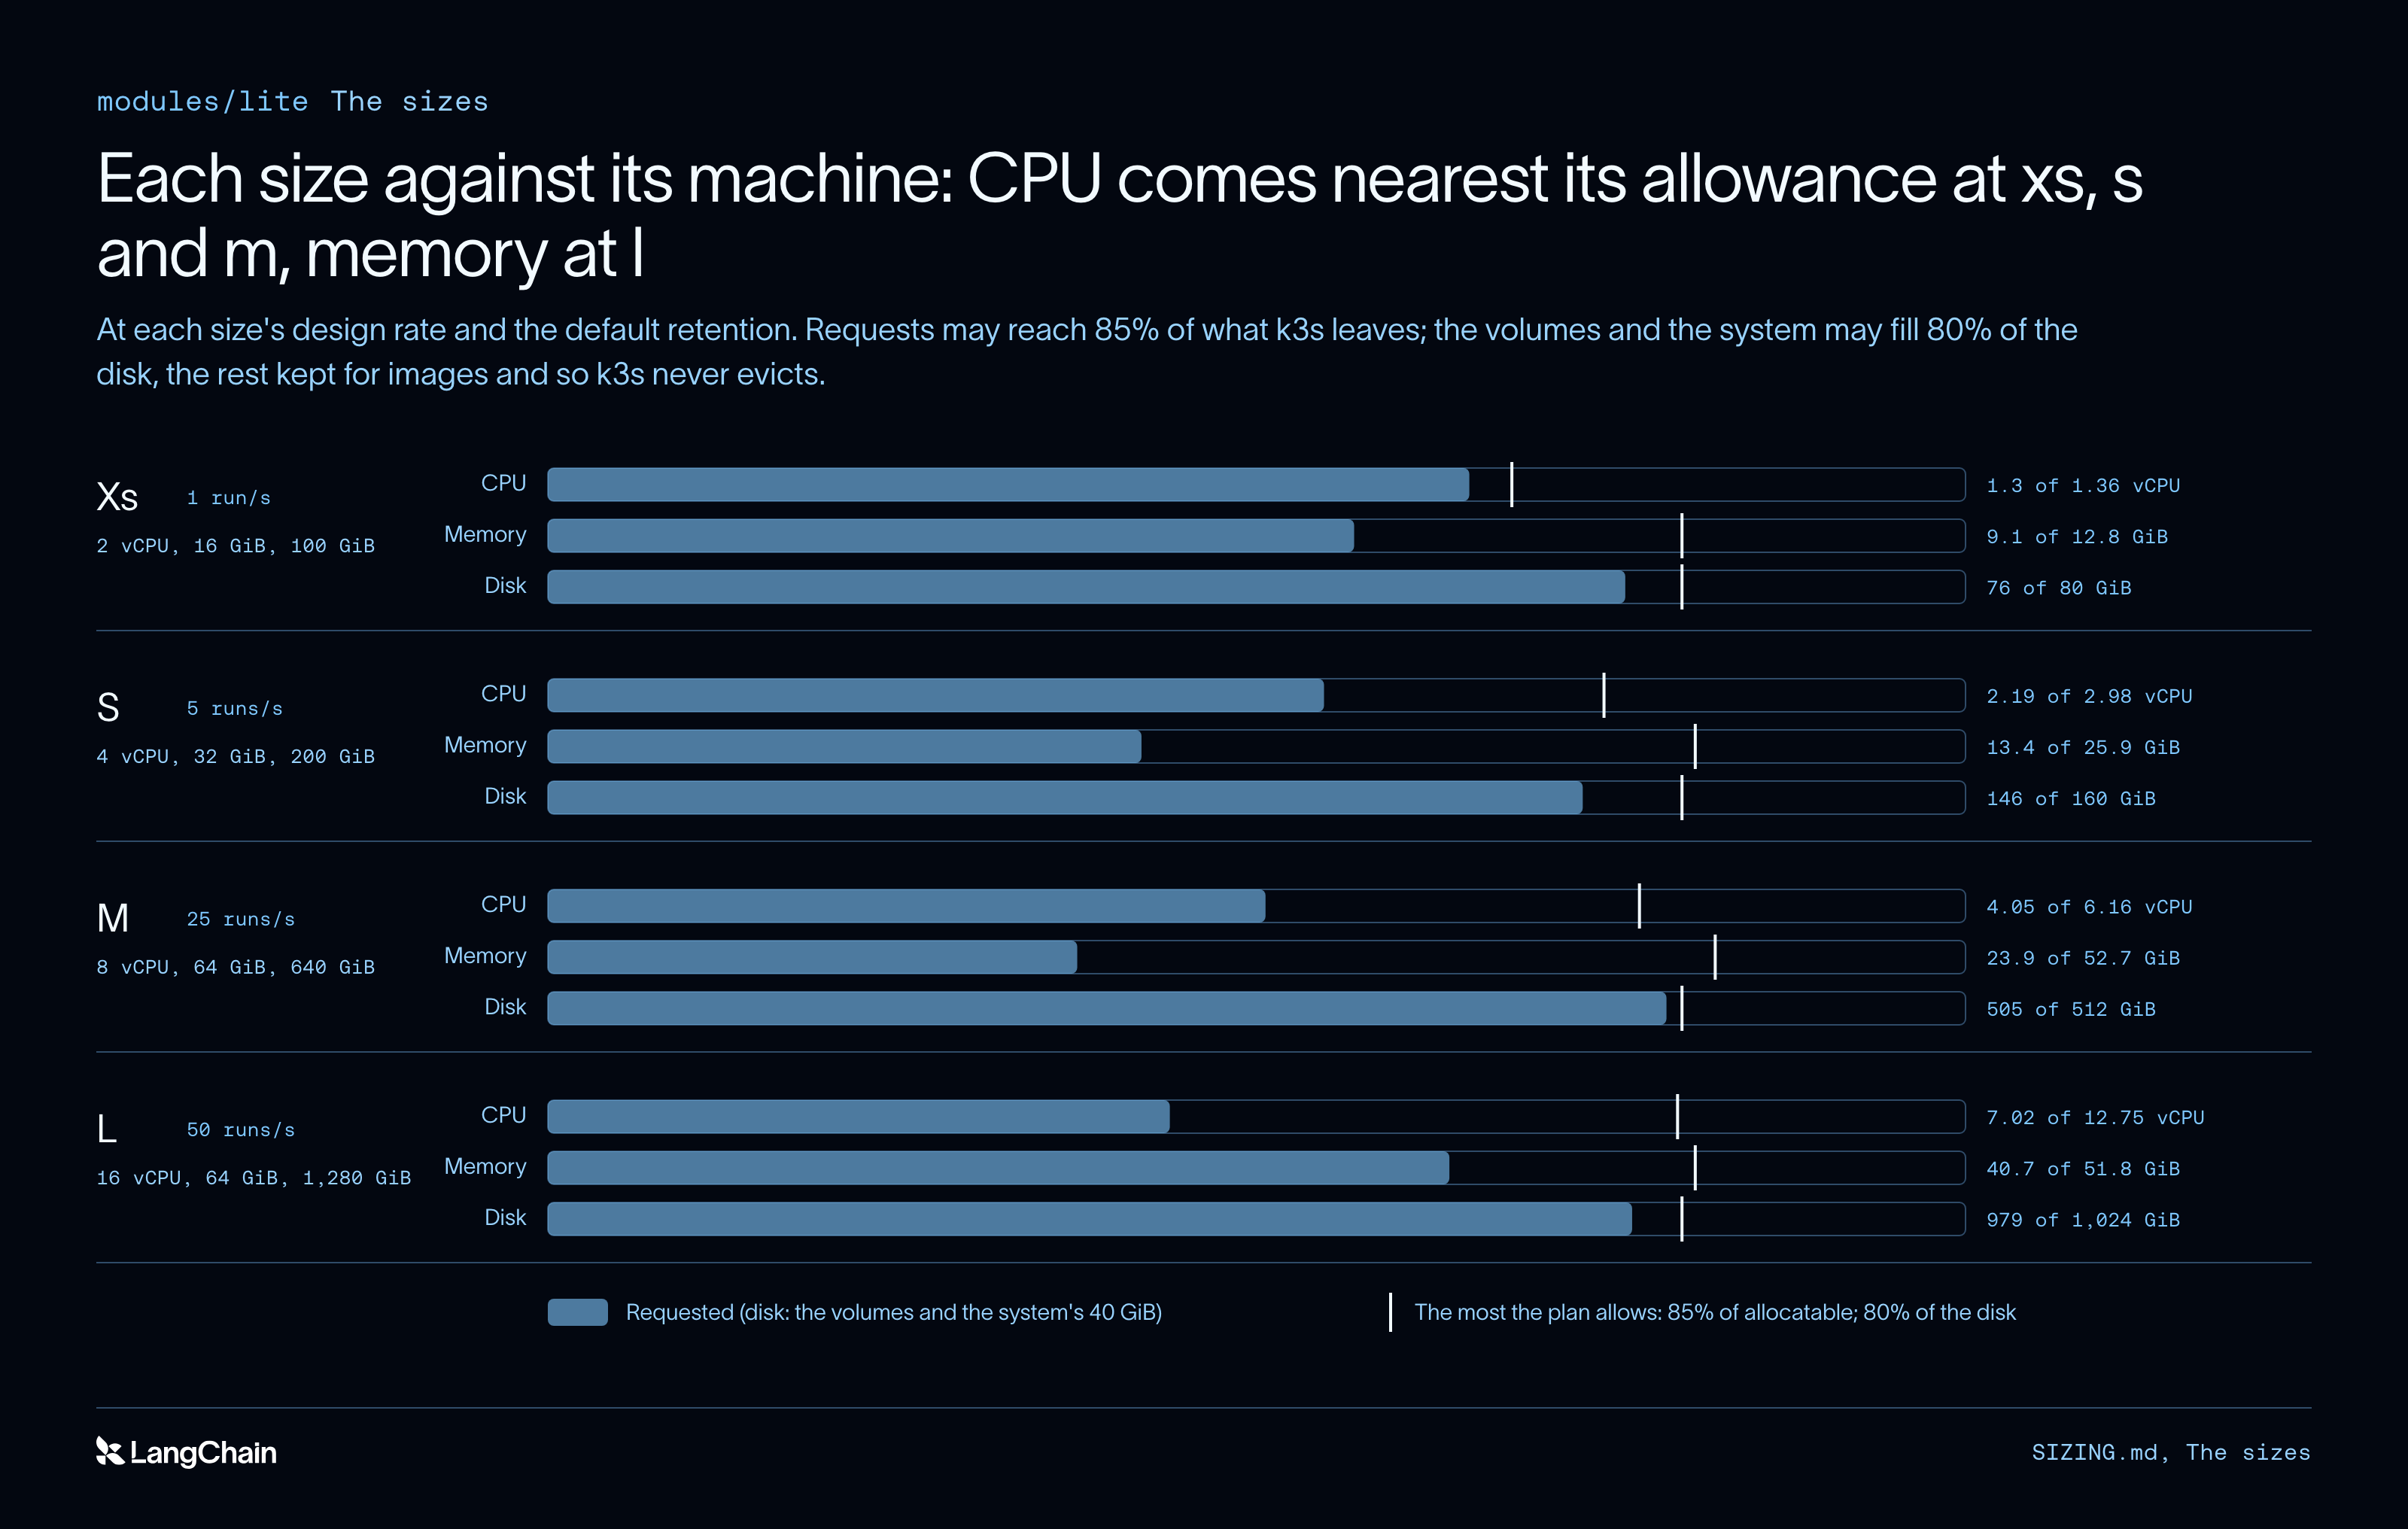 modules/lite The sizes
Each size against its machine: CPU comes nearest its allowance at xs, s
and m, memory at l
At each size's design rate and the default retention. Requests may reach 85% of what k3s leaves; the volumes and the system may fill 80% of the
disk, the rest kept for images and so k3s never evicts.
Xs 1 run/s
2 vCPU, 16 GiB, 100 GiB
CPU 1.3 of 1.36 vCPU
Memory 9.1 of 12.8 GiB
Disk 76 of 80 GiB
S 5 runs/s
4 vCPU, 32 GiB, 200 GiB
CPU 2.19 of 2.98 vCPU
Memory 13.4 of 25.9 GiB
Disk 146 of 160 GiB
M 25 runs/s
8 vCPU, 64 GiB, 640 GiB
CPU 4.05 of 6.16 vCPU
Memory 23.9 of 52.7 GiB
Disk 505 of 512 GiB
L 50 runs/s
16 vCPU, 64 GiB, 1,280 GiB
CPU 7.02 of 12.75 vCPU
Memory 40.7 of 51.8 GiB
Disk 979 of 1,024 GiB
Requested (disk: the volumes and the system's 40 GiB)
The most the plan allows: 85% of allocatable; 80% of the disk
LangChain
SIZING.md, The sizes